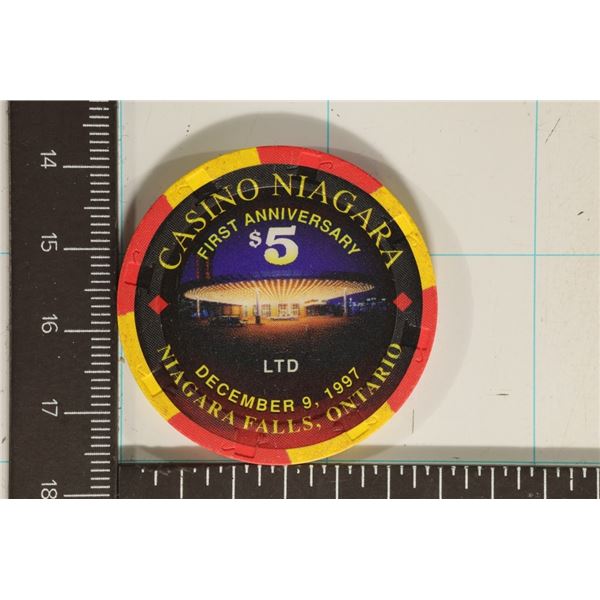 CASINO NIAGARA
FIRST ANNIVERSARY
$5
LTD
DECEMBER 9, 1997
NIAGARA FALLS, ONTARIO
14
15
16
17
18